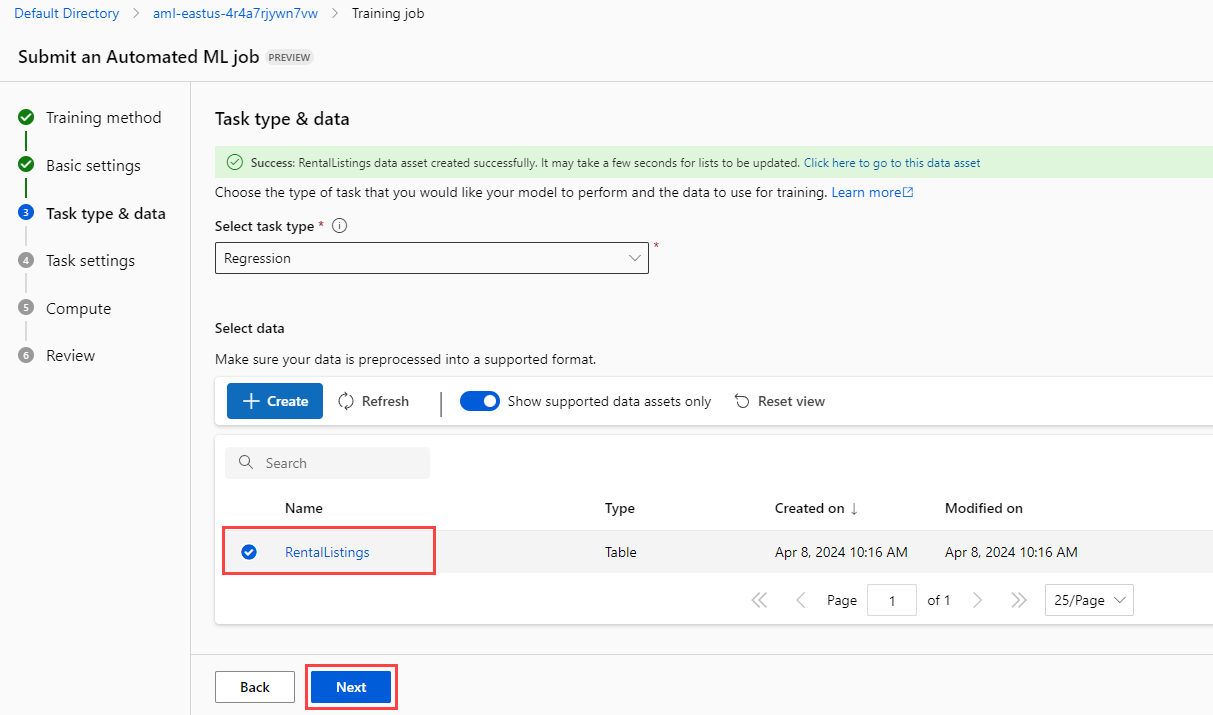 Default Directory > aml-eastus-4r4a7rjywn7vw > Training job
Submit an Automated ML job PREVIEW
Training method
Basic settings
3 Task type & data
4 Task settings
5 Compute
6 Review
Task type & data
Success: RentalListings data asset created successfully. It may take a few seconds for lists to be updated. Click here to go to this data asset
Choose the type of task that you would like your model to perform and the data to use for training. Learn more
Select task type *
Regression *
Select data
Make sure your data is preprocessed into a supported format.
+ Create Refresh | Show supported data assets only Reset view
Search
Name Type Created on ↓ Modified on
RentalListings Table Apr 8, 2024 10:16 AM Apr 8, 2024 10:16 AM
Page 1 of 1 25/Page
Back Next